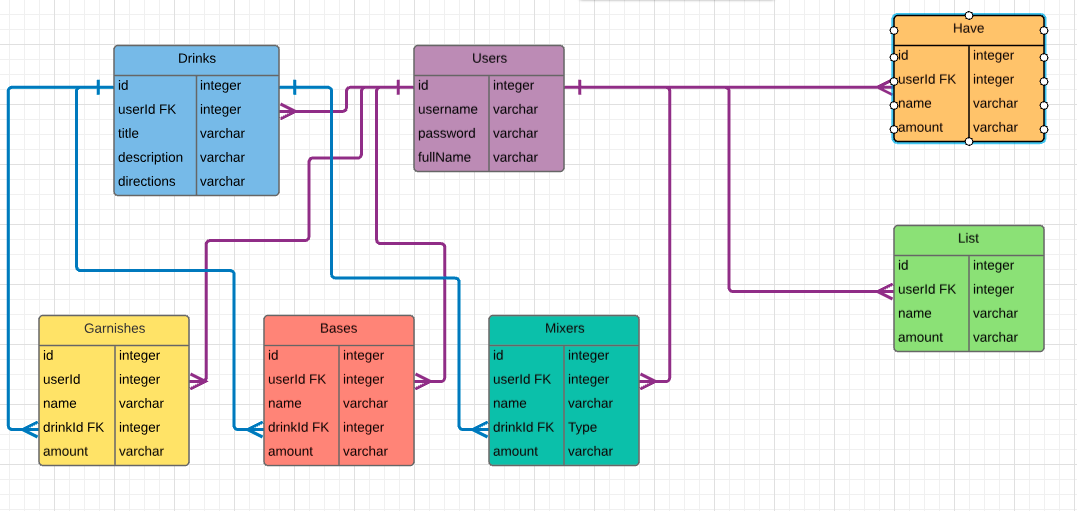 Drinks
id integer
userId FK integer
title varchar
description varchar
directions varchar
Users
id integer
username varchar
password varchar
fullName varchar
Have
id integer
userId FK integer
name varchar
amount varchar
List
id integer
userId FK integer
name varchar
amount varchar
Garnishes
id integer
userId integer
name varchar
drinkId FK integer
amount varchar
Bases
id integer
userId FK integer
name varchar
drinkId FK integer
amount varchar
Mixers
id integer
userId FK integer
name varchar
drinkId FK Type
amount varchar